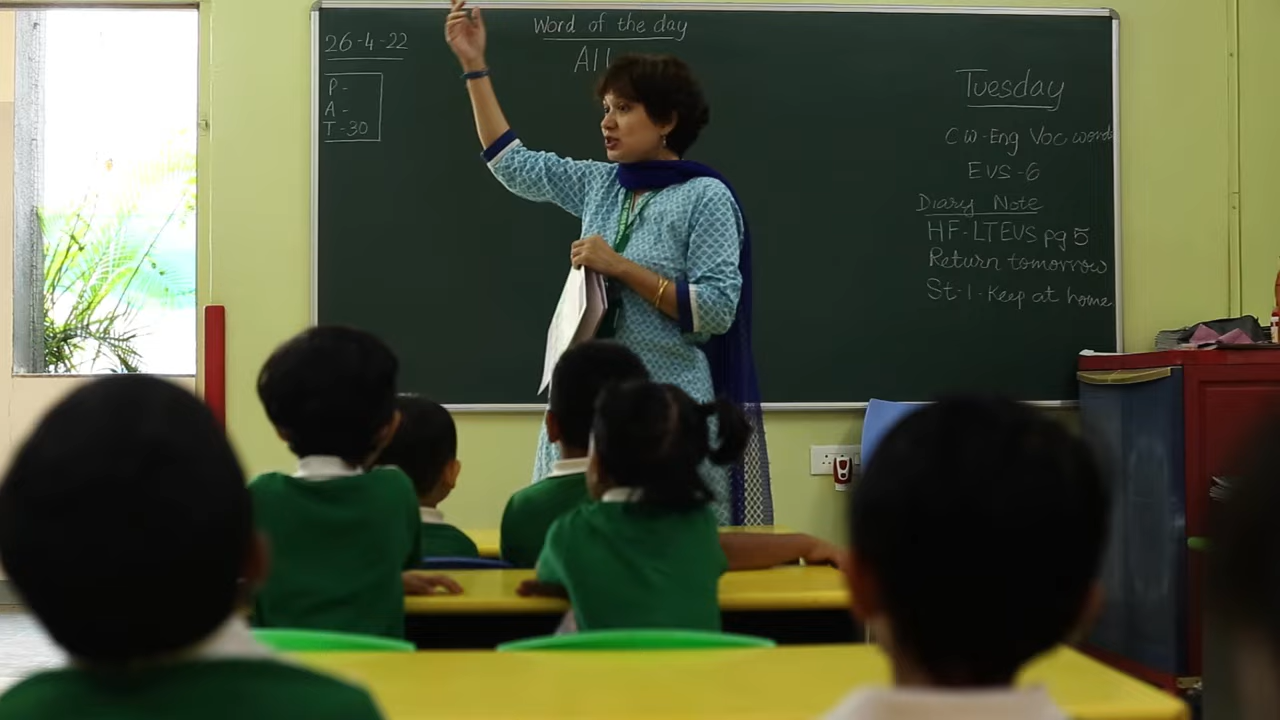 26-4-22
P-
A-
T-30
Word of the day
Tuesday
CW-Eng Voc words
EVS-6
Diary Note
HF-LTEVS pg 5
Return tomorrow
St-1-Keep at home